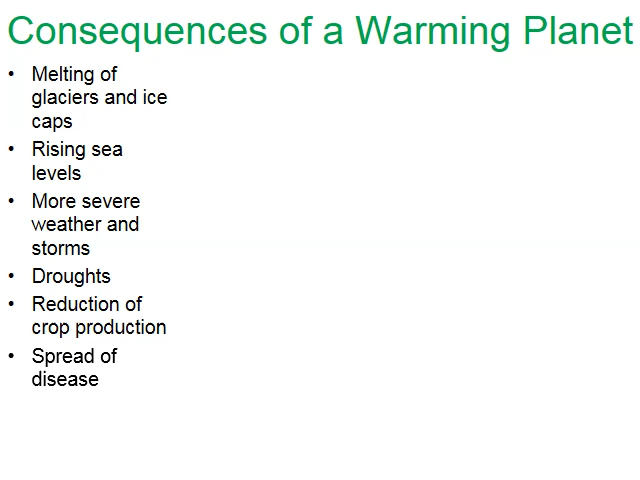 Consequences of a Warming Planet
• Melting of
glaciers and ice
caps
• Rising sea
levels
• More severe
weather and
storms
• Droughts
• Reduction of
crop production
• Spread of
disease